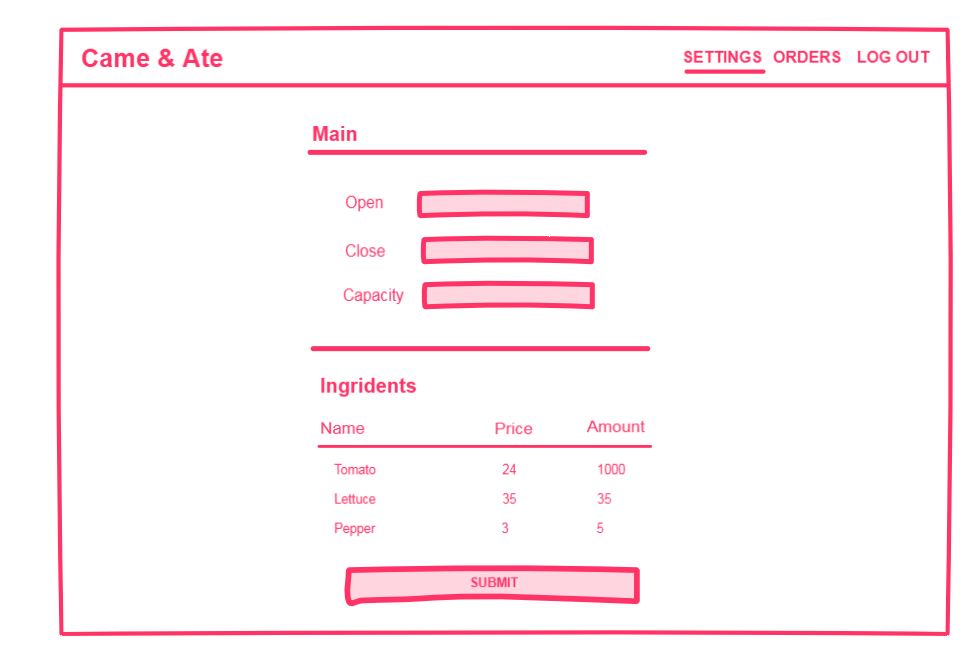 Came & Ate
SETTINGS ORDERS LOG OUT
Main
Open
Close
Capacity
Ingridents
Name Price Amount
Tomato 24 1000
Lettuce 35 35
Pepper 3 5
SUBMIT